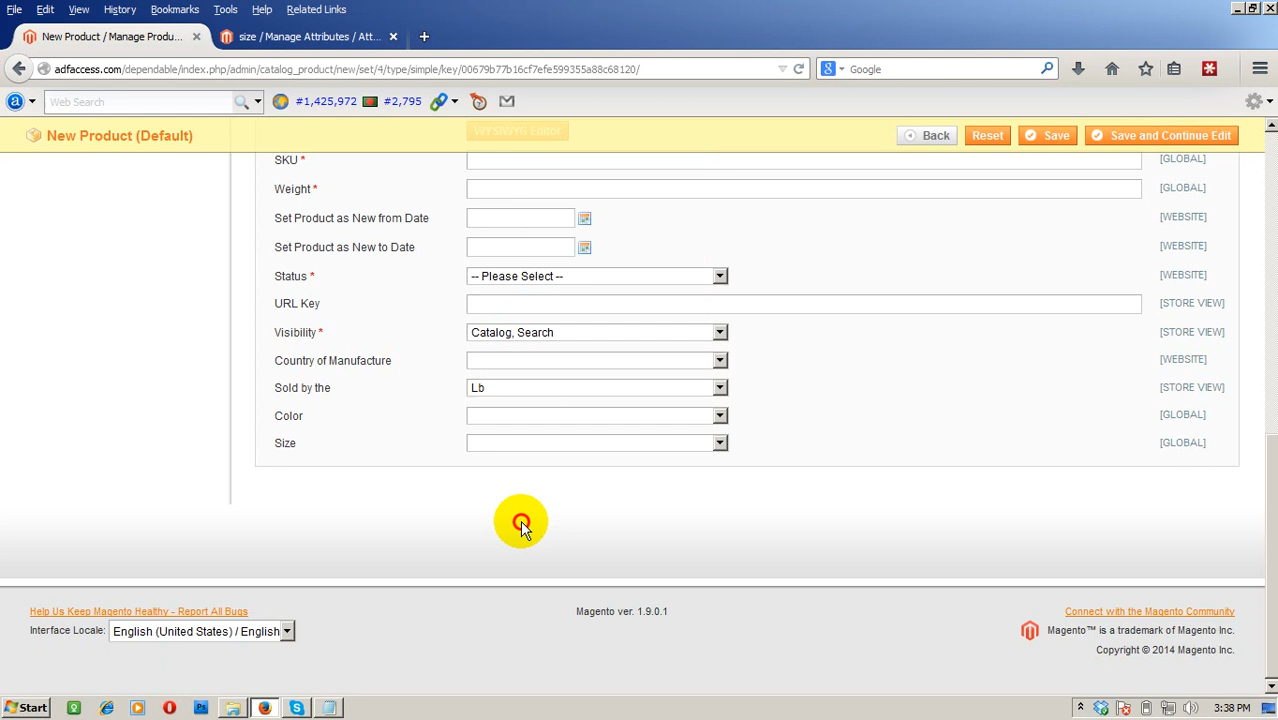 File Edit View History Bookmarks Tools Help Related Links
New Product / Manage Produ... × size / Manage Attributes / Att... × +
adfaccess.com/dependable/index.php/admin/catalog_product/new/set/4/type/simple/key/00679b77b16cf7efe599355a88c68120/ Google
Web Search #1,425,972 #2,795
New Product (Default) WYSIWYG Editor Back Reset Save Save and Continue Edit
SKU * [GLOBAL]
Weight * [GLOBAL]
Set Product as New from Date [WEBSITE]
Set Product as New to Date [WEBSITE]
Status * -- Please Select -- [WEBSITE]
URL Key [STORE VIEW]
Visibility * Catalog, Search [STORE VIEW]
Country of Manufacture [WEBSITE]
Sold by the Lb [STORE VIEW]
Color [GLOBAL]
Size [GLOBAL]
Help Us Keep Magento Healthy - Report All Bugs Magento ver. 1.9.0.1 Connect with the Magento Community
Interface Locale: English (United States) / English Magento™ is a trademark of Magento Inc.
Copyright © 2014 Magento Inc.
Start Ps 3:38 PM